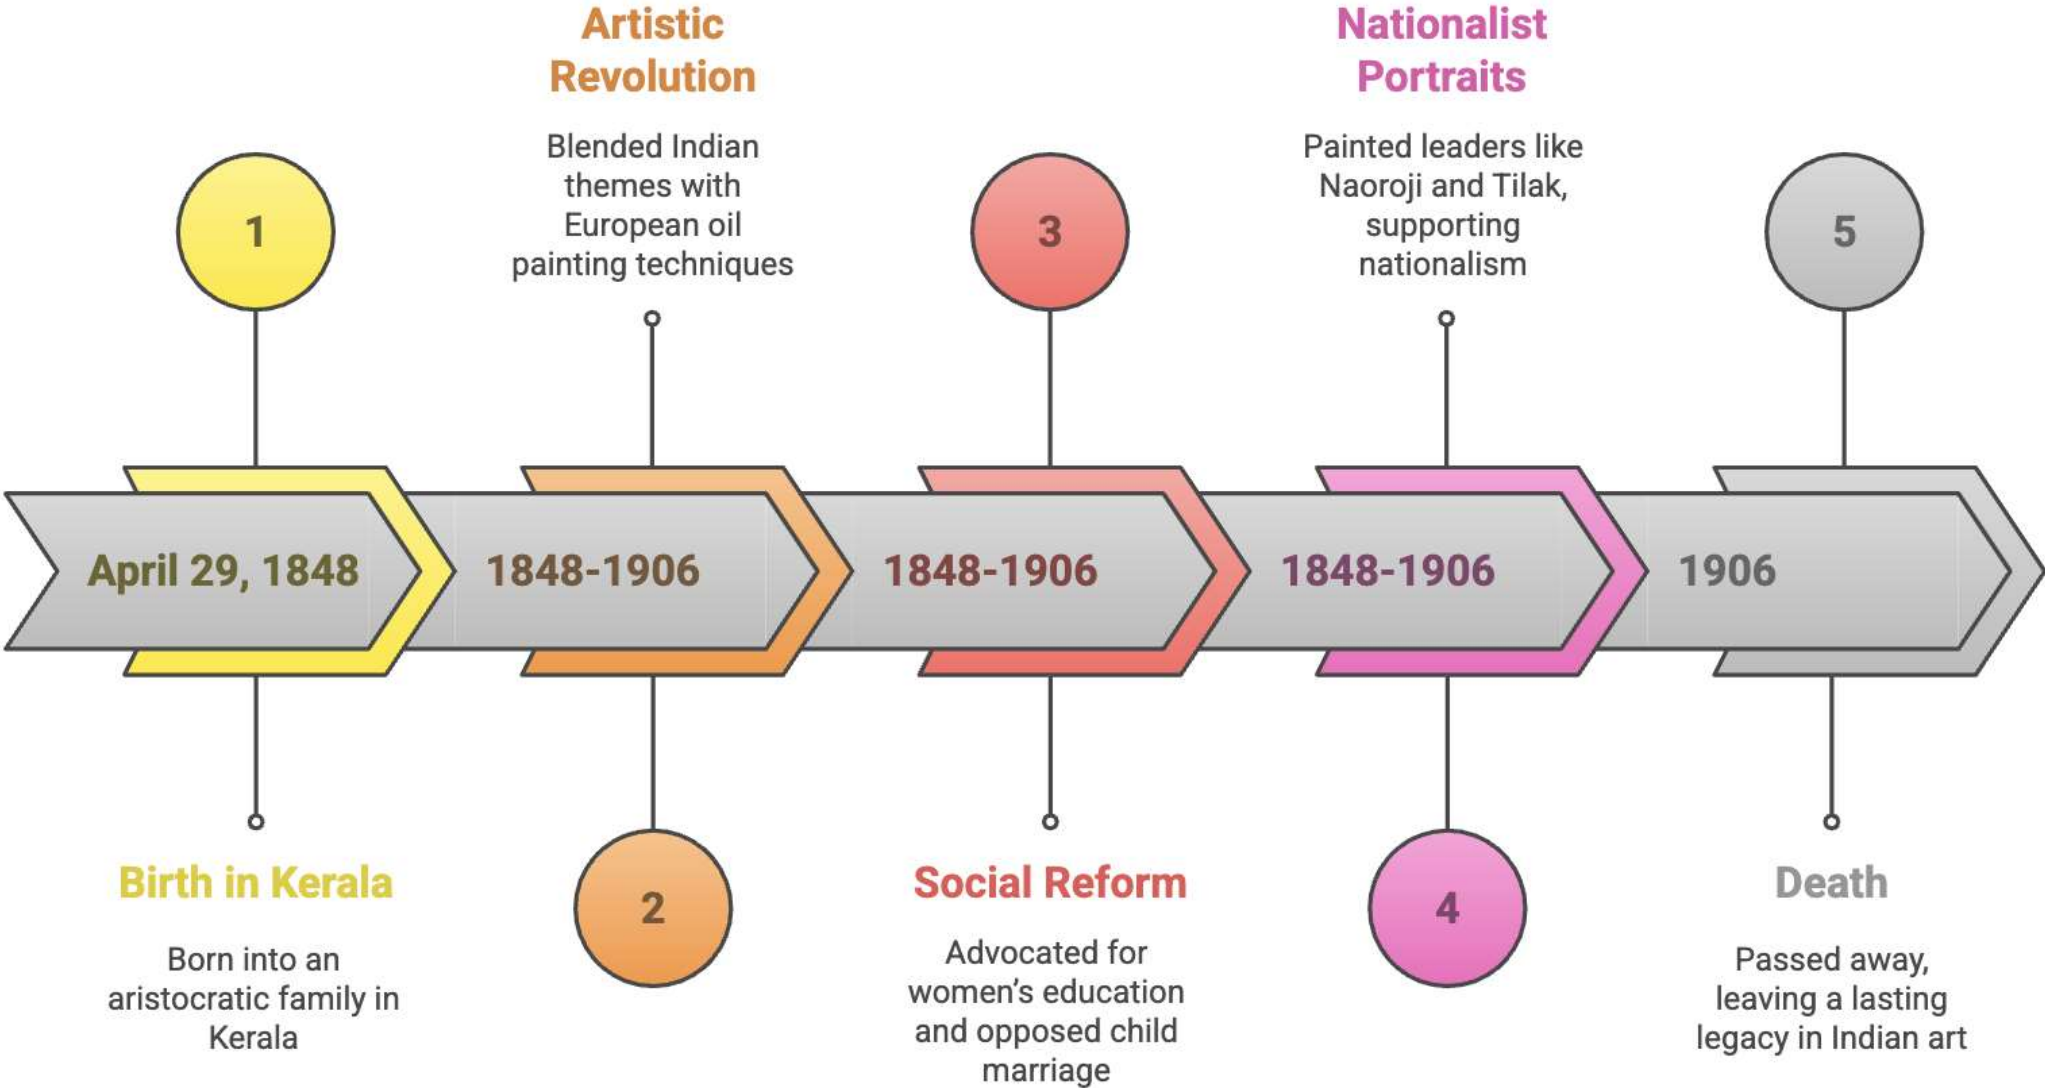 Artistic
Revolution
Blended Indian
themes with
European oil
painting techniques
Nationalist
Portraits
Painted leaders like
Naoroji and Tilak,
supporting
nationalism
1
3
5
April 29, 1848
1848-1906
1848-1906
1848-1906
1906
Birth in Kerala
Born into an
aristocratic family in
Kerala
2
Social Reform
Advocated for
women's education
and opposed child
marriage
4
Death
Passed away,
leaving a lasting
legacy in Indian art